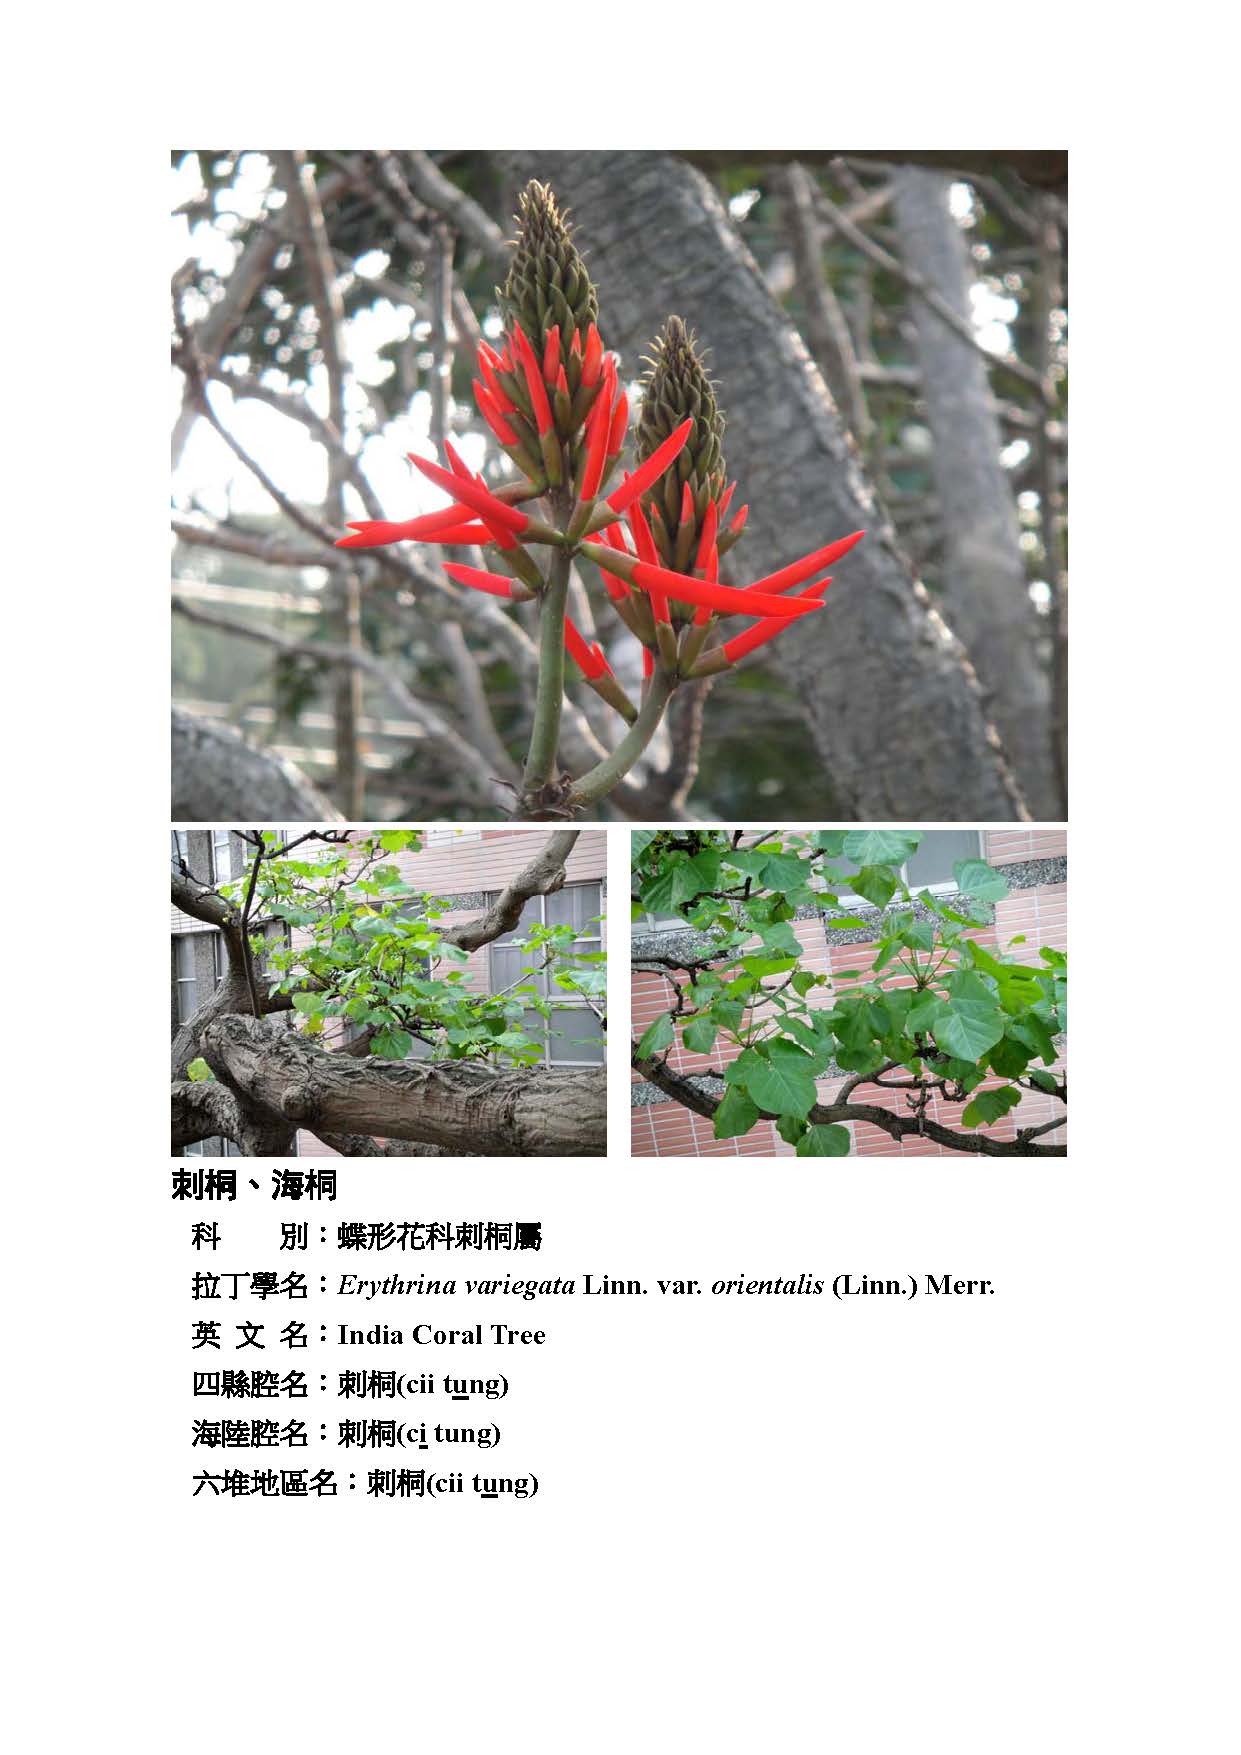 刺桐、海桐
科　　別：蝶形花科刺桐屬
拉丁學名：Erythrina variegata Linn. var. orientalis (Linn.) Merr.
英 文 名：India Coral Tree
四縣腔名：刺桐(cii tung)
海陸腔名：刺桐(ci tung)
六堆地區名：刺桐(cii tung)